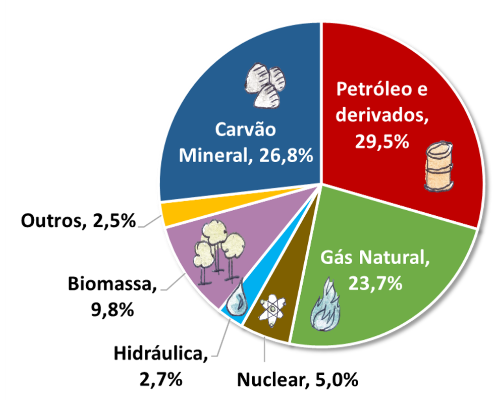 Petróleo e
derivados,
29,5%
Gás Natural,
23,7%
Nuclear, 5,0%
Hidráulica,
2,7%
Biomassa,
9,8%
Outros, 2,5%
Carvão
Mineral, 26,8%